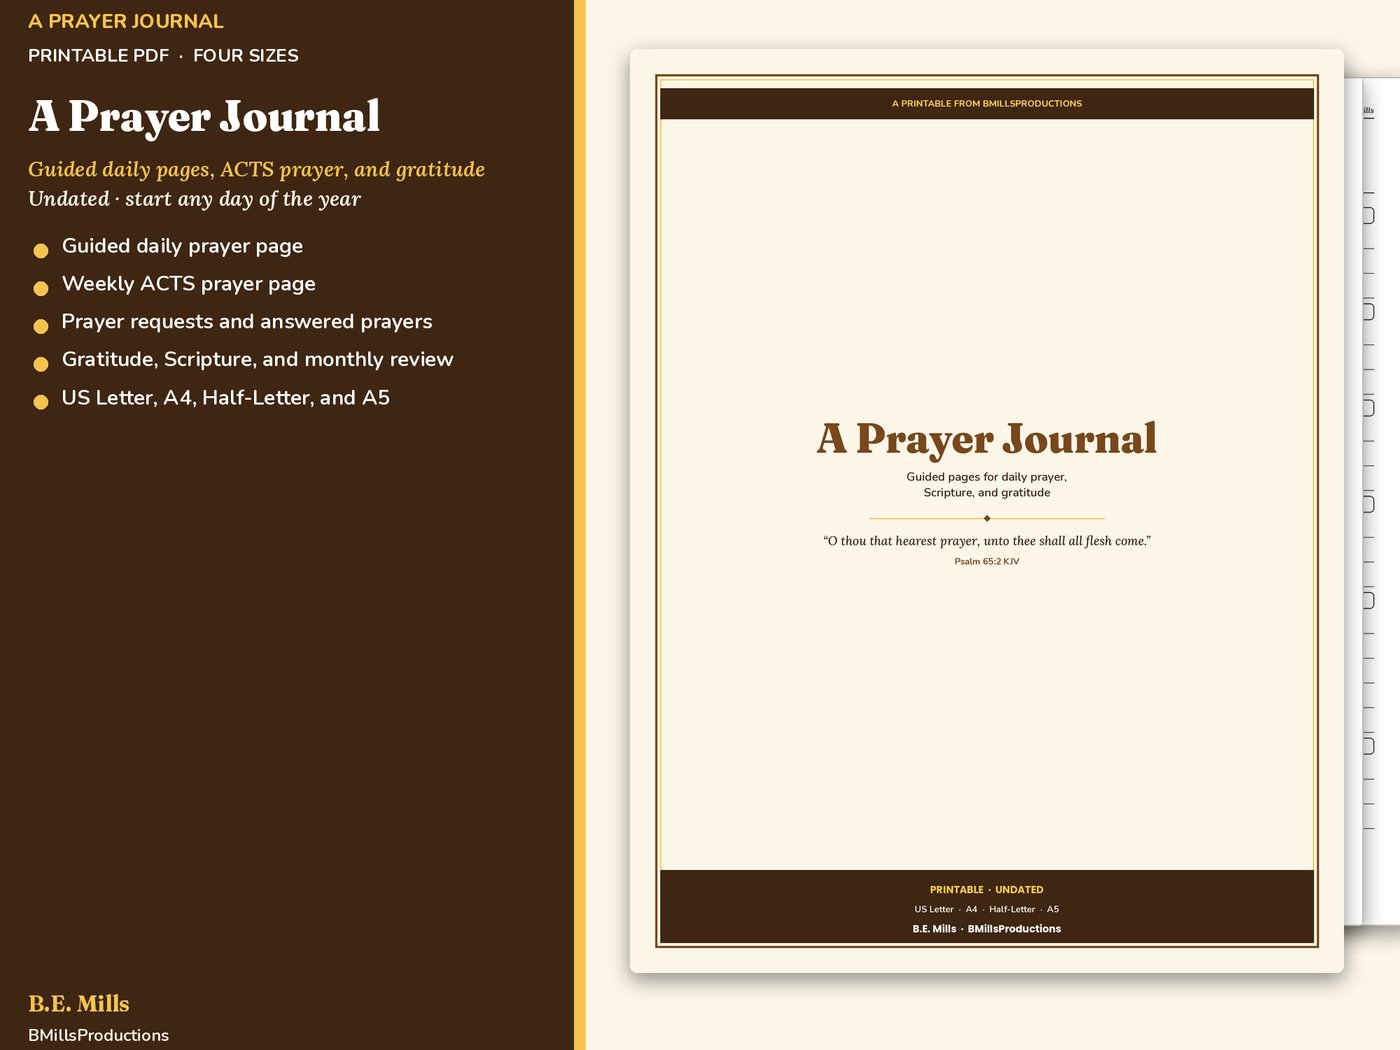 A PRAYER JOURNAL
PRINTABLE PDF · FOUR SIZES
A Prayer Journal
Guided daily pages, ACTS prayer, and gratitude
Undated · start any day of the year
Guided daily prayer page
Weekly ACTS prayer page
Prayer requests and answered prayers
Gratitude, Scripture, and monthly review
US Letter, A4, Half-Letter, and A5
B.E. Mills
BMillsProductions
A PRINTABLE FROM BMILLSPRODUCTIONS
A Prayer Journal
Guided pages for daily prayer,
Scripture, and gratitude
“O thou that hearest prayer, unto thee shall all flesh come.”
Psalm 65:2 KJV
PRINTABLE · UNDATED
US Letter · A4 · Half-Letter · A5
B.E. Mills · BMillsProductions